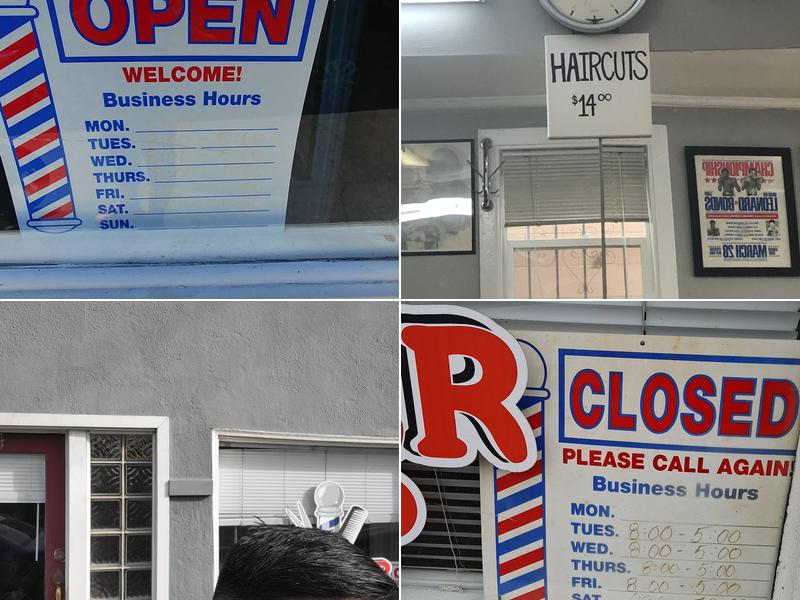 OPEN
WELCOME!
Business Hours
MON.
TUES.
WED.
THURS.
FRI.
SAT.
SUN.
HAIRCUTS
$14.00
CHAMPIONSHIP
LEONARD BONDS
MARCH 28
R
CLOSED
PLEASE CALL AGAIN!
Business Hours
MON.
TUES. 8:00 - 5:00
WED. 8:00 - 5:00
THURS. 8:00 - 5:00
FRI. 8:00 - 5:00
SAT.